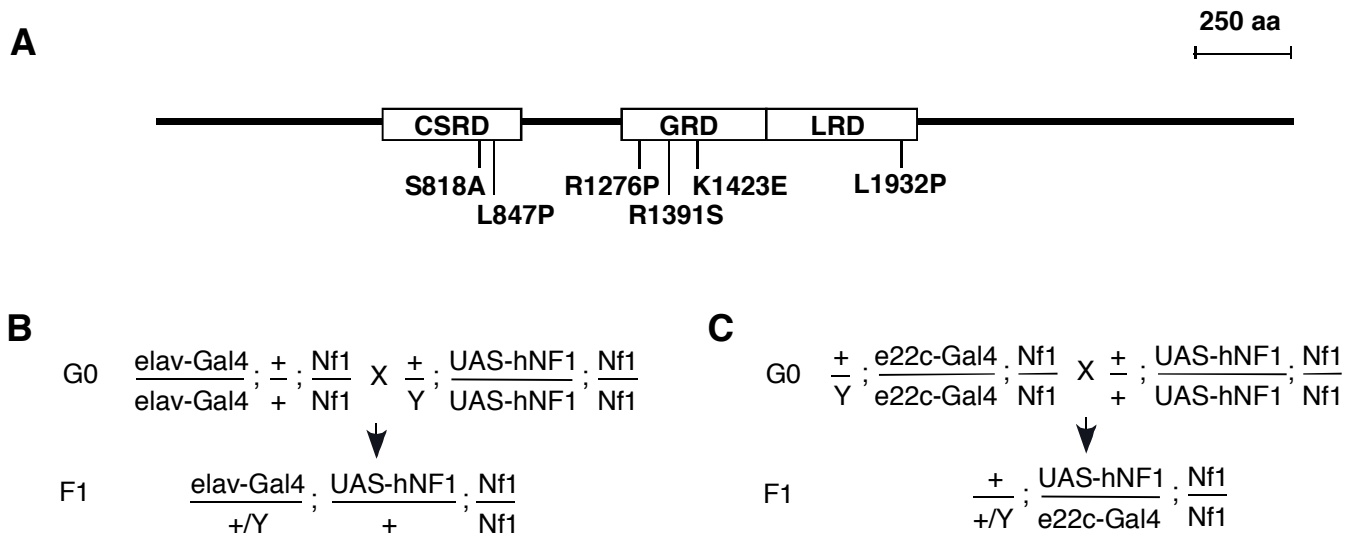 A
250 aa
CSRD GRD LRD
S818A R1276P K1423E L1932P
L847P R1391S
B
G0 elav-Gal4 ; + ; Nf1 X + ; UAS-hNF1 ; Nf1
elav-Gal4 + Nf1 Y UAS-hNF1 Nf1
F1 elav-Gal4 ; UAS-hNF1 ; Nf1
+/Y + Nf1
C
G0 + ; e22c-Gal4 ; Nf1 X + ; UAS-hNF1 ; Nf1
Y e22c-Gal4 Nf1 + UAS-hNF1 Nf1
F1 + ; UAS-hNF1 ; Nf1
+/Y e22c-Gal4 Nf1